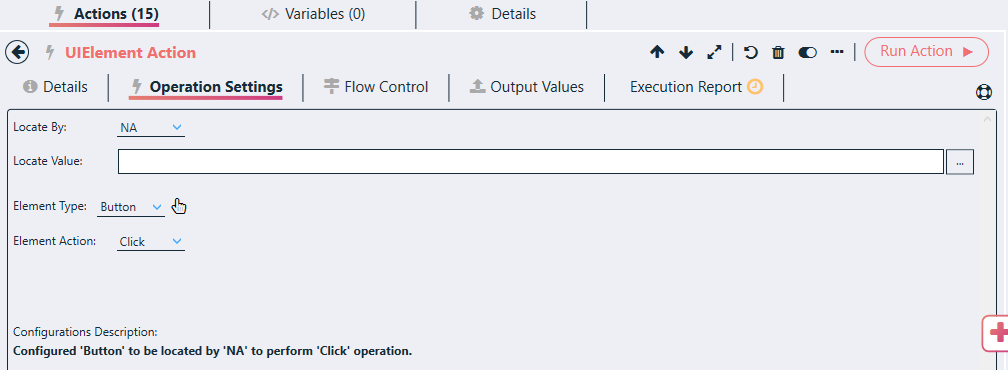 Actions (15) </> Variables (0) Details
UIElement Action Run Action
Details Operation Settings Flow Control Output Values Execution Report
Locate By: NA
Locate Value: ...
Element Type: Button
Element Action: Click
Configurations Description:
Configured 'Button' to be located by 'NA' to perform 'Click' operation.